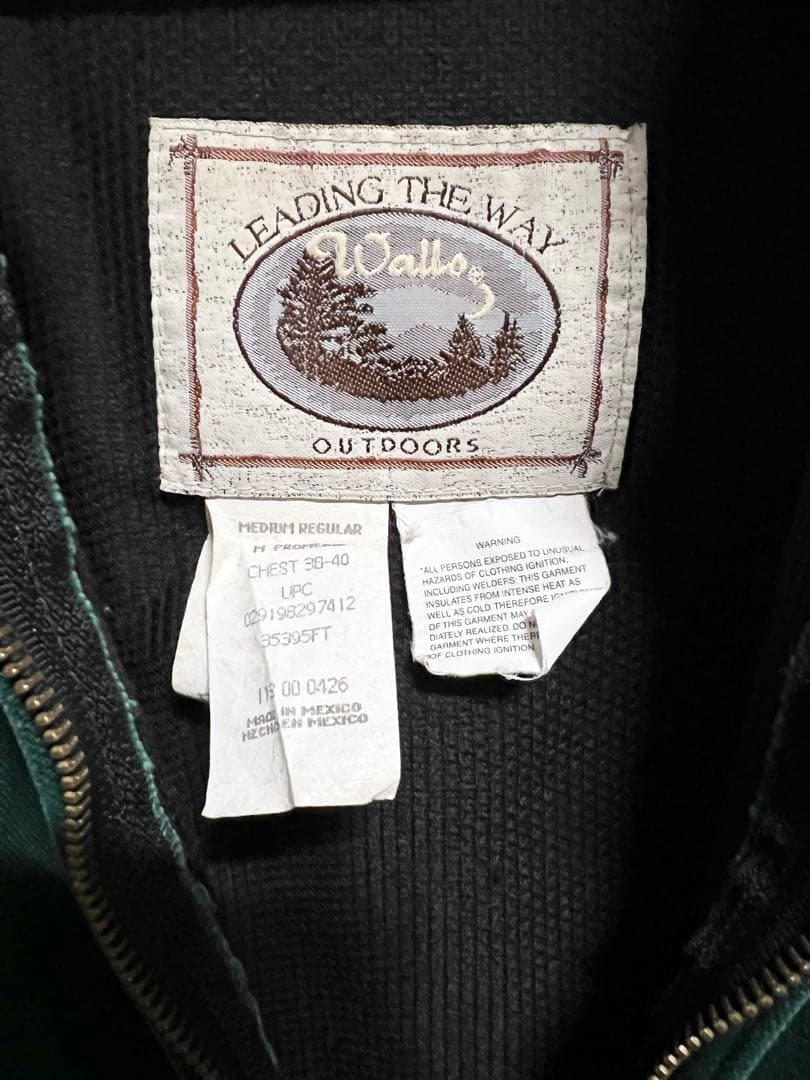 LEADING THE WAY
Walls
OUTDOORS
MEDIUM REGULAR
CHEST 38-40
UPC
029198297412
35395FT
00 0426
MADE IN MEXICO
HECHO EN MEXICO
WARNING
"ALL PERSONS EXPOSED TO UNUSUAL
HAZARDS OF CLOTHING IGNITION,
INCLUDING WELDERS: THIS GARMENT
INSULATES FROM INTENSE HEAT AS
WELL AS COLD. THEREFORE
OF THIS GARMENT MAY
DIATELY REALIZED. DO
GARMENT WHERE
OF CLOTHING IGNITION